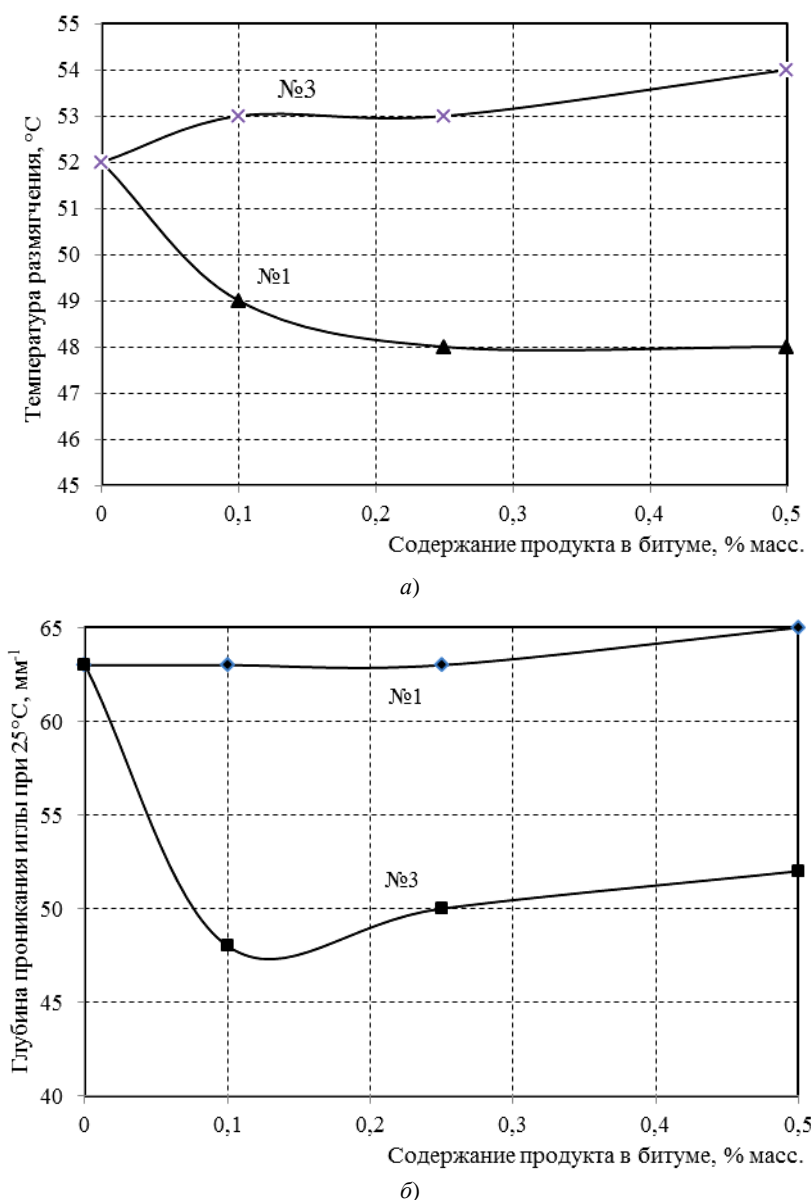 Температура размягчения, °С
55
54
53
52
51
50
49
48
47
46
45
№3
№1
0 0,1 0,2 0,3 0,4 0,5
Содержание продукта в битуме, % масс.
а)
Глубина проникания иглы при 25°С, мм-1
65
60
55
50
45
40
№1
№3
0 0,1 0,2 0,3 0,4 0,5
Содержание продукта в битуме, % масс.
б)